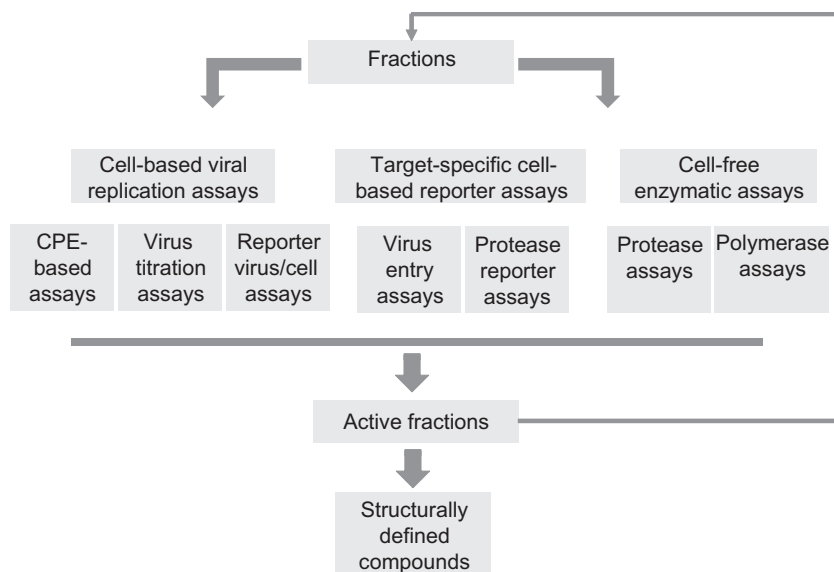 Fractions
Cell-based viral
replication assays
Target-specific cell-
based reporter assays
Cell-free
enzymatic assays
CPE-
based
assays
Virus
titration
assays
Reporter
virus/cell
assays
Virus
entry
assays
Protease
reporter
assays
Protease
assays
Polymerase
assays
Active fractions
Structurally
defined
compounds